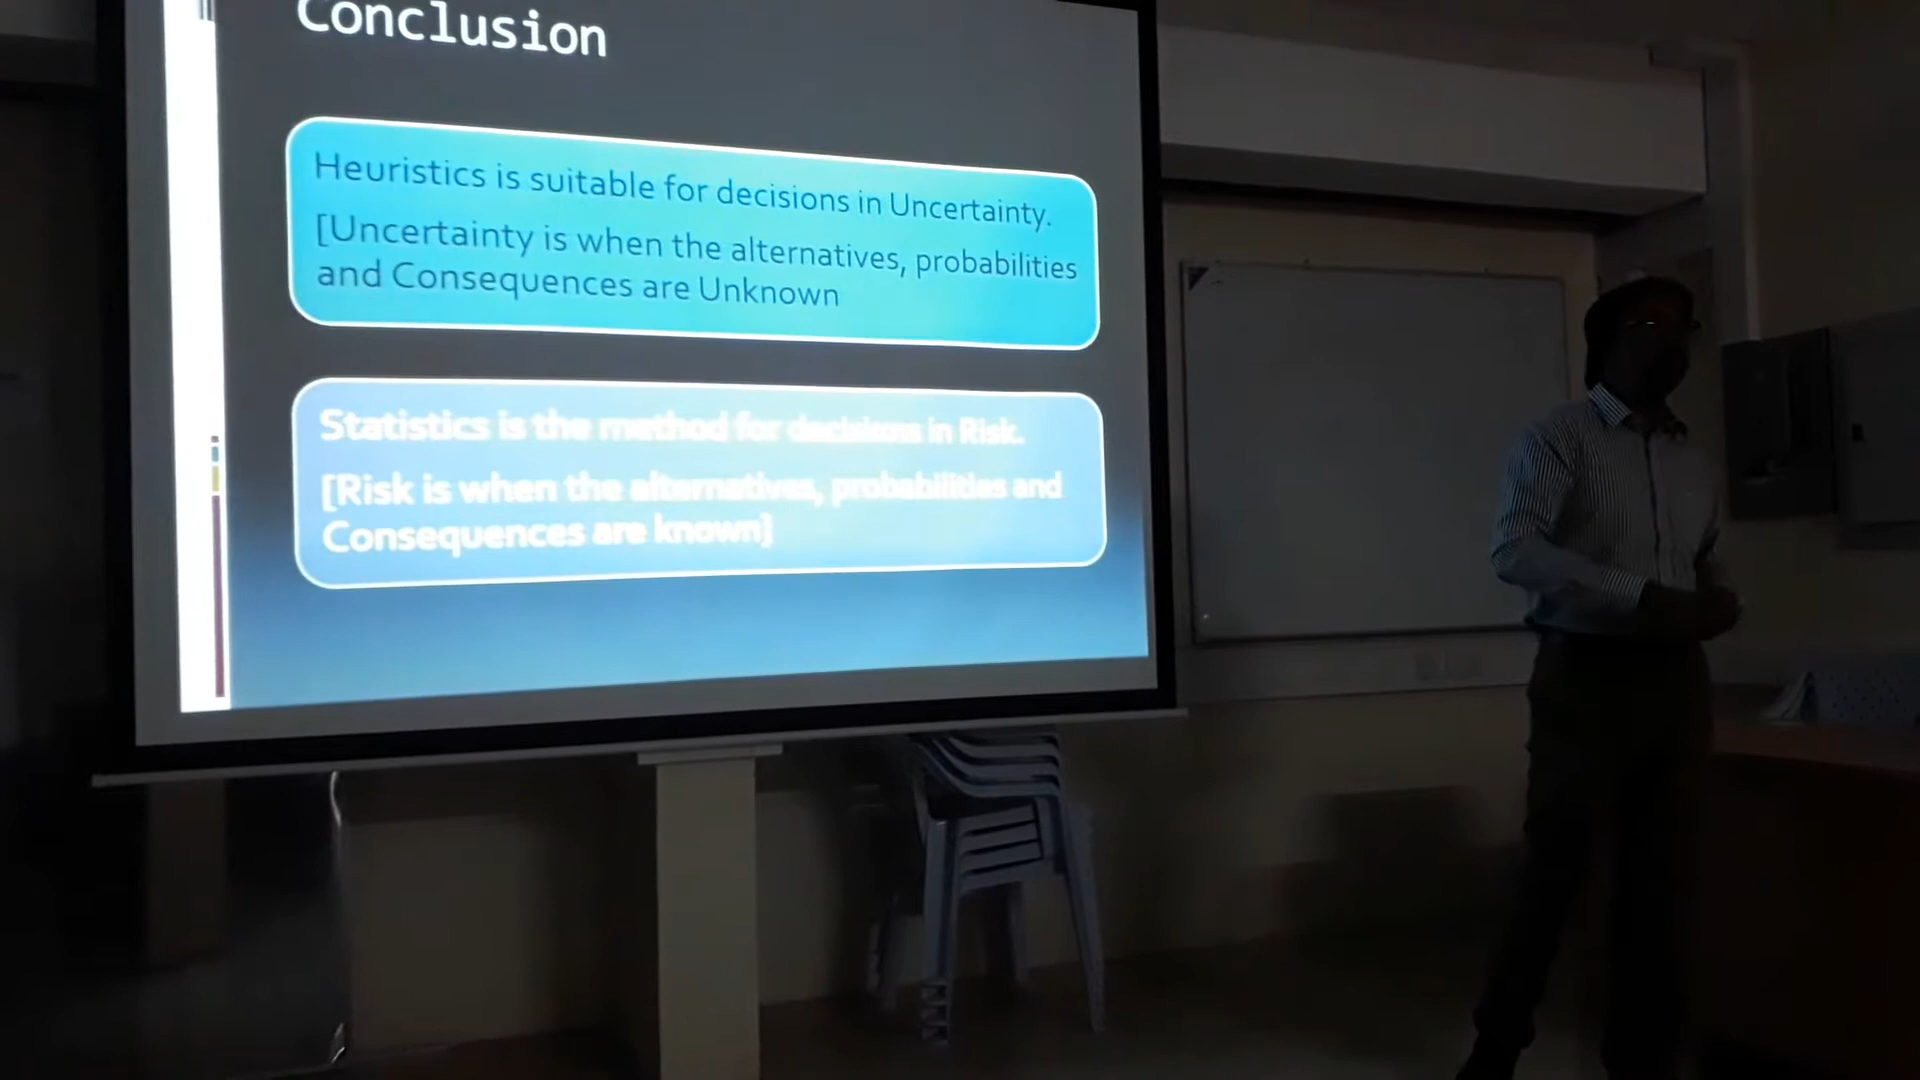 Conclusion
Heuristics is suitable for decisions in Uncertainty.
[Uncertainty is when the alternatives, probabilities
and Consequences are Unknown
Statistics is the method for decisions in Risk.
[Risk is when the alternatives, probabilities and
Consequences are known]